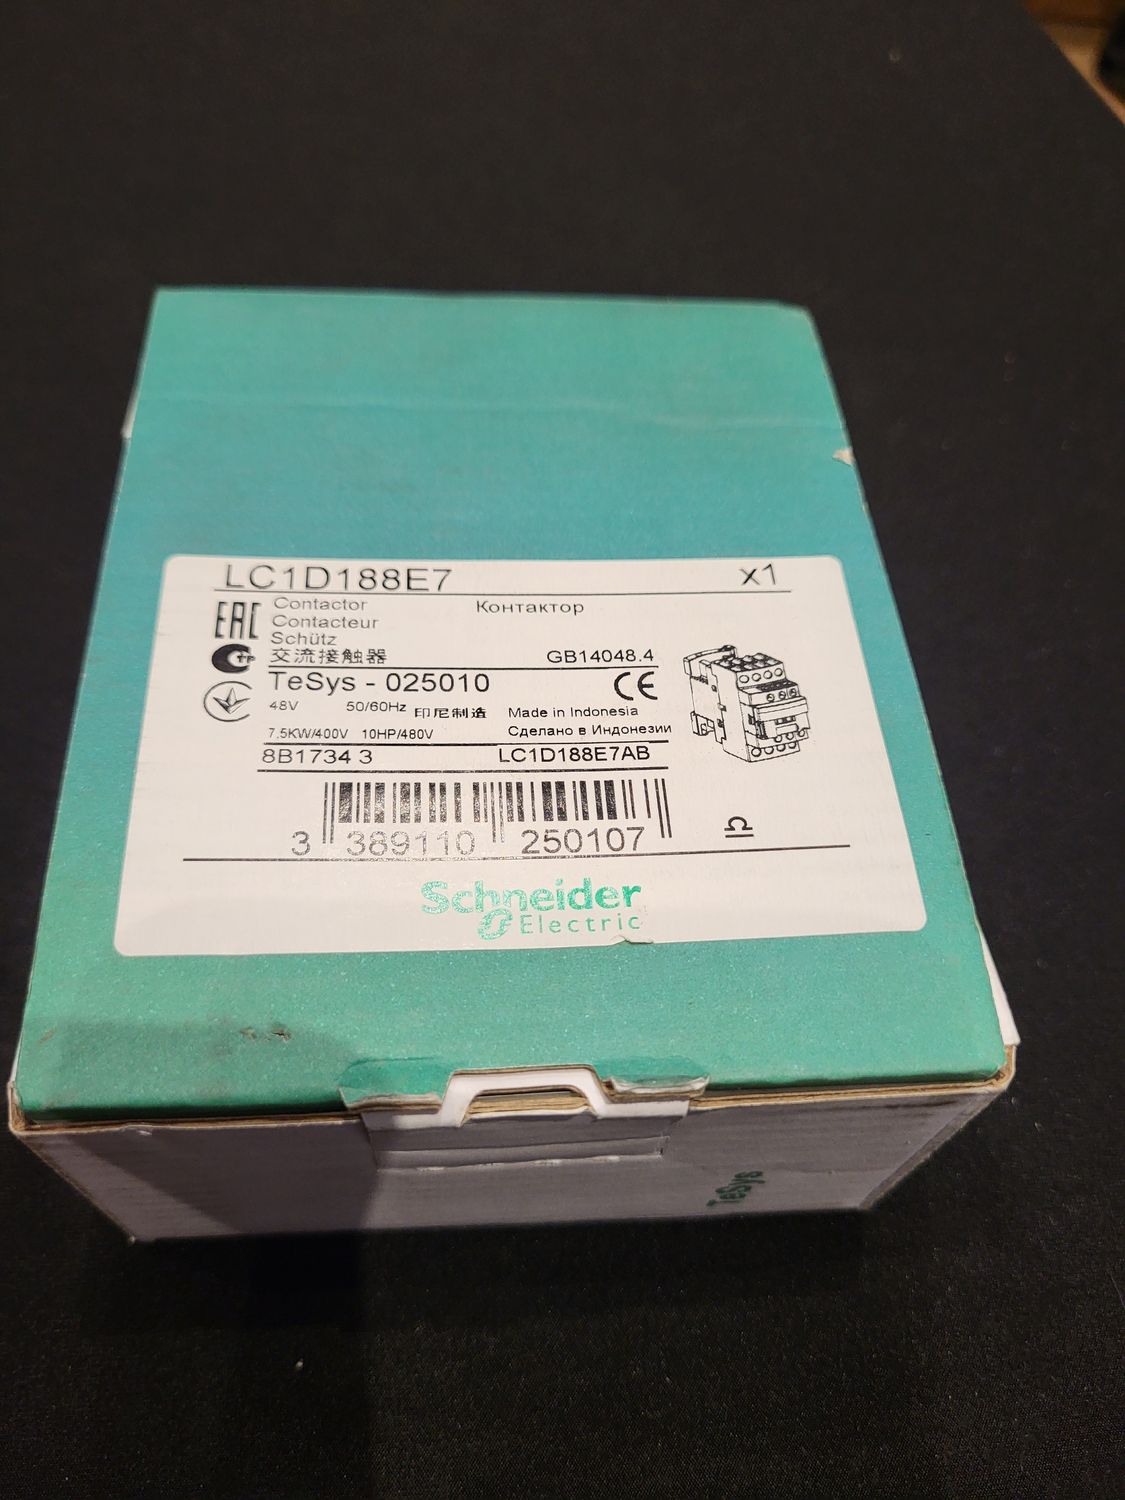 LC1D188E7 x1
EAC Contactor Контактор
Contacteur
Schütz
交流接触器 GB14048.4
TeSys - 025010 CE
48V 50/60Hz 印尼制造 Made in Indonesia
7.5KW/400V 10HP/480V Сделано в Индонезии
8B1734 3 LC1D188E7AB
3 389110 250107
Schneider
Electric
TeSys